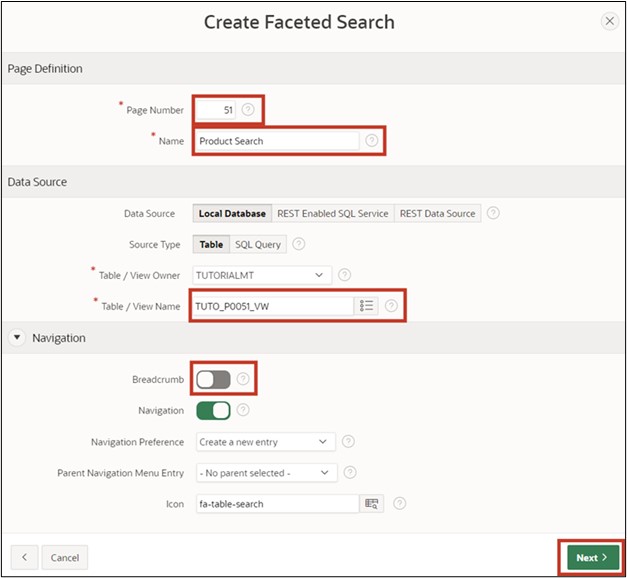 Create Faceted Search
Page Definition
* Page Number 51
* Name Product Search
Data Source
Data Source Local Database REST Enabled SQL Service REST Data Source
Source Type Table SQL Query
* Table / View Owner TUTORIALMT
* Table / View Name TUTO_P0051_VW
Navigation
Breadcrumb
Navigation
Navigation Preference Create a new entry
Parent Navigation Menu Entry - No parent selected -
Icon fa-table-search
Cancel Next